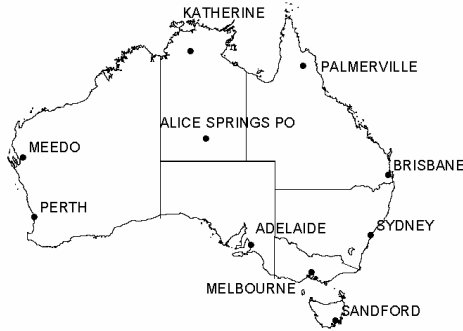 KATHERINE
PALMERVILLE
ALICE SPRINGS PO
MEEDO
BRISBANE
PERTH
ADELAIDE
SYDNEY
MELBOURNE
SANDFORD